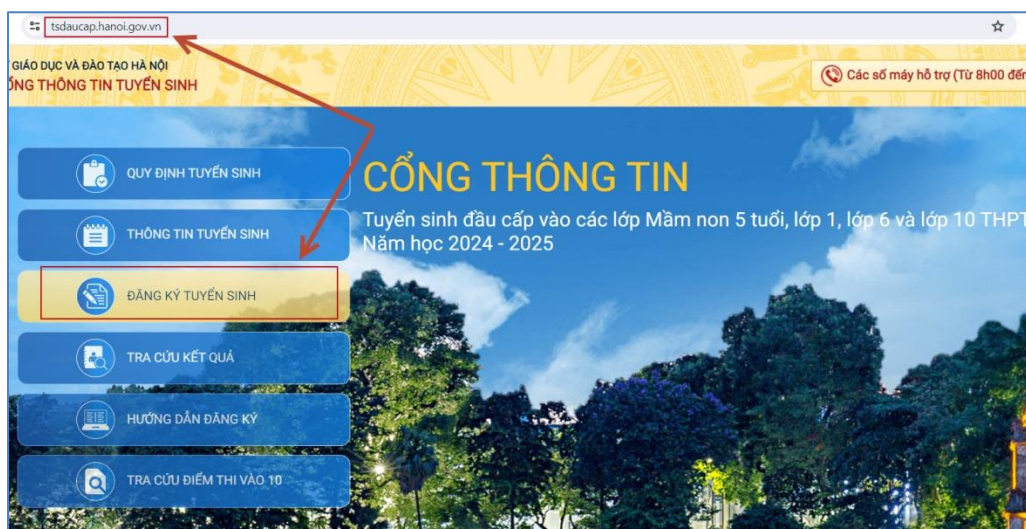 tsdaucap.hanoi.gov.vn
GIÁO DỤC VÀ ĐÀO TẠO HÀ NỘI
THÔNG TIN TUYỂN SINH
Các số máy hỗ trợ (Từ 8h00 đến
QUY ĐỊNH TUYỂN SINH
THÔNG TIN TUYỂN SINH
ĐĂNG KÝ TUYỂN SINH
TRA CỨU KẾT QUẢ
HƯỚNG DẪN ĐĂNG KÝ
TRA CỨU ĐIỂM THI VÀO 10
CỔNG THÔNG TIN
Tuyển sinh đầu cấp vào các lớp Mầm non 5 tuổi, lớp 1, lớp 6 và lớp 10 THPT
Năm học 2024 - 2025